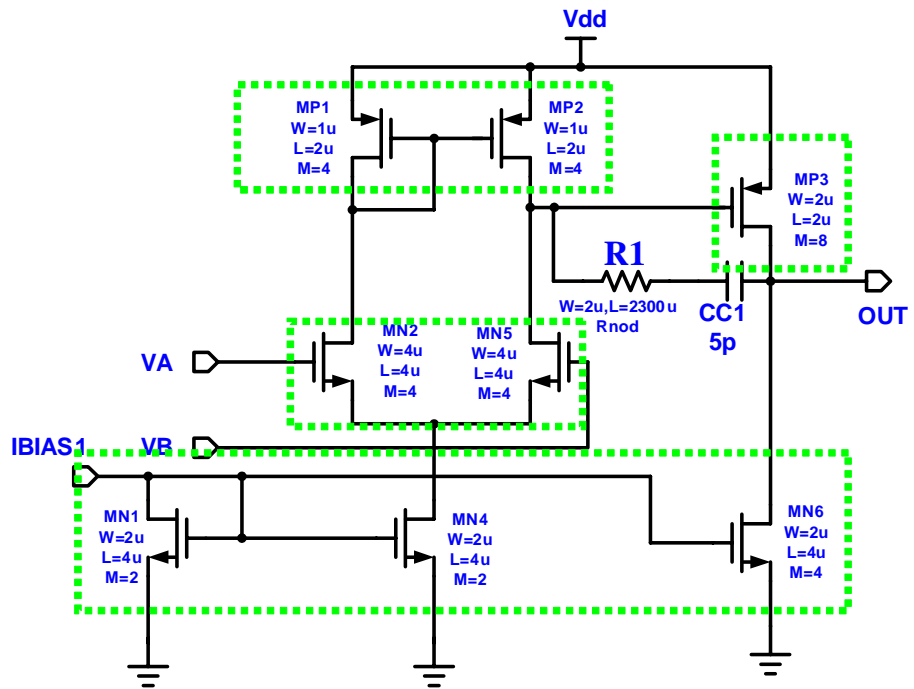 Vdd
MP1
W=1u
L=2u
M=4
MP2
W=1u
L=2u
M=4
MP3
W=2u
L=2u
M=8
R1
W=2u,L=2300u
Rnod
CC1
5p
OUT
MN2
W=4u
L=4u
M=4
MN5
W=4u
L=4u
M=4
VA
VB
IBIAS1
MN1
W=2u
L=4u
M=2
MN4
W=2u
L=4u
M=2
MN6
W=2u
L=4u
M=4